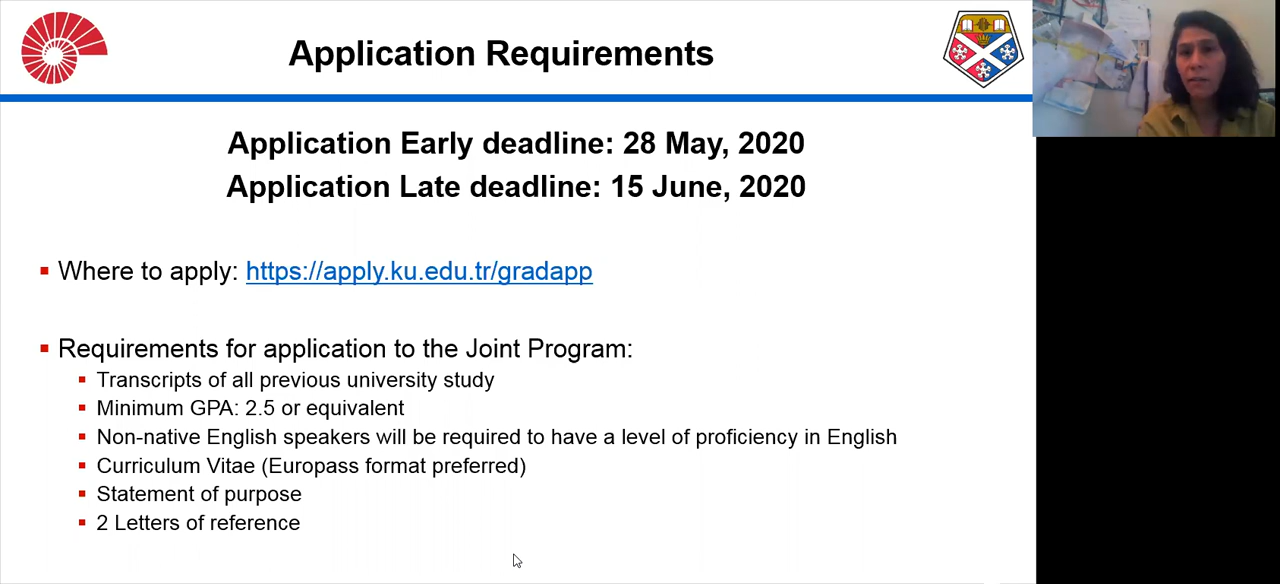 Application Requirements
Application Early deadline: 28 May, 2020
Application Late deadline: 15 June, 2020
▪ Where to apply: https://apply.ku.edu.tr/gradapp
▪ Requirements for application to the Joint Program:
▪ Transcripts of all previous university study
▪ Minimum GPA: 2.5 or equivalent
▪ Non-native English speakers will be required to have a level of proficiency in English
▪ Curriculum Vitae (Europass format preferred)
▪ Statement of purpose
▪ 2 Letters of reference